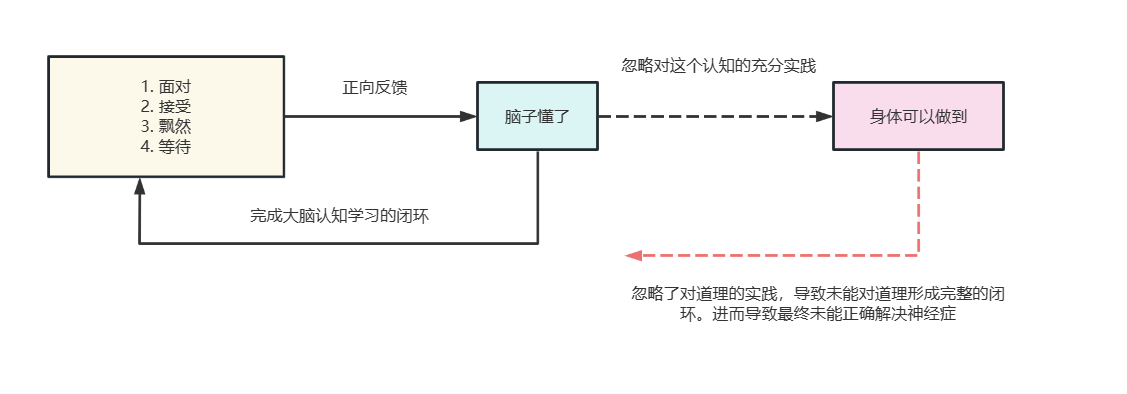 1. 面对
2. 接受
3. 飘然
4. 等待
正向反馈
脑子懂了
忽略对这个认知的充分实践
身体可以做到
完成大脑认知学习的闭环
忽略了对道理的实践，导致未能对道理形成完整的闭
环。进而导致最终未能正确解决神经症